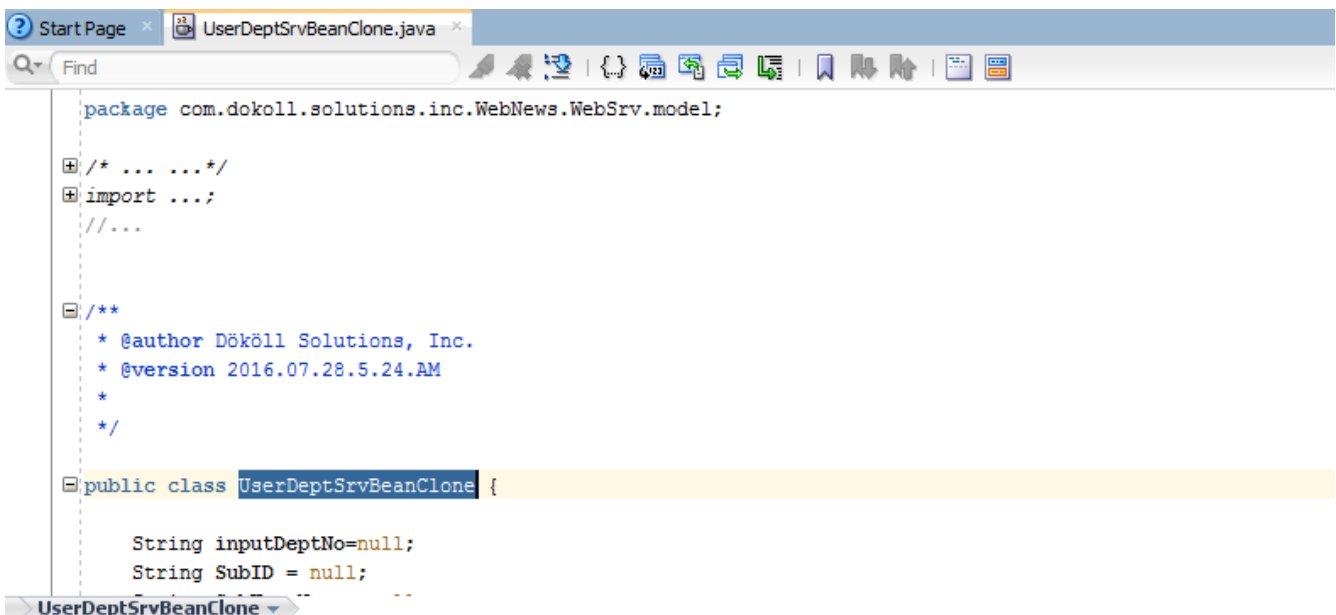 Start Page
UserDeptSrvBeanClone.java
Find
package com.dokoll.solutions.inc.WebNews.WebSrv.model;
/* ... ...*/
import ...;
//...
/**
* @author Dököll Solutions, Inc.
* @version 2016.07.28.5.24.AM
*
*/
public class UserDeptSrvBeanClone {
String inputDeptNo=null;
String SubID = null;
UserDeptSrvBeanClone